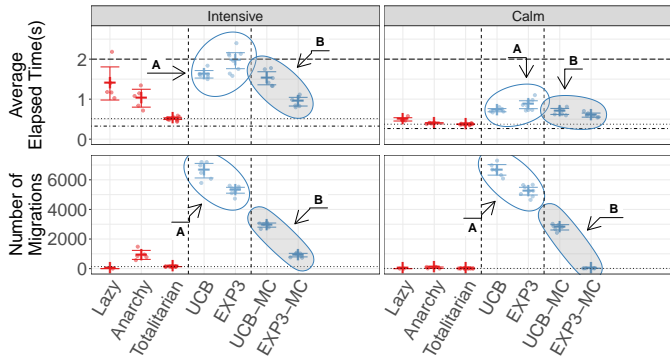 Intensive
Calm
Average
Elapsed Time(s)
2
1
0
A
B
A
B
Number of
Migrations
6000
4000
2000
0
A
B
A
B
Lazy
Anarchy
Totalitarian
UCB
EXP3
UCB-MC
EXP3-MC
Lazy
Anarchy
Totalitarian
UCB
EXP3
UCB-MC
EXP3-MC